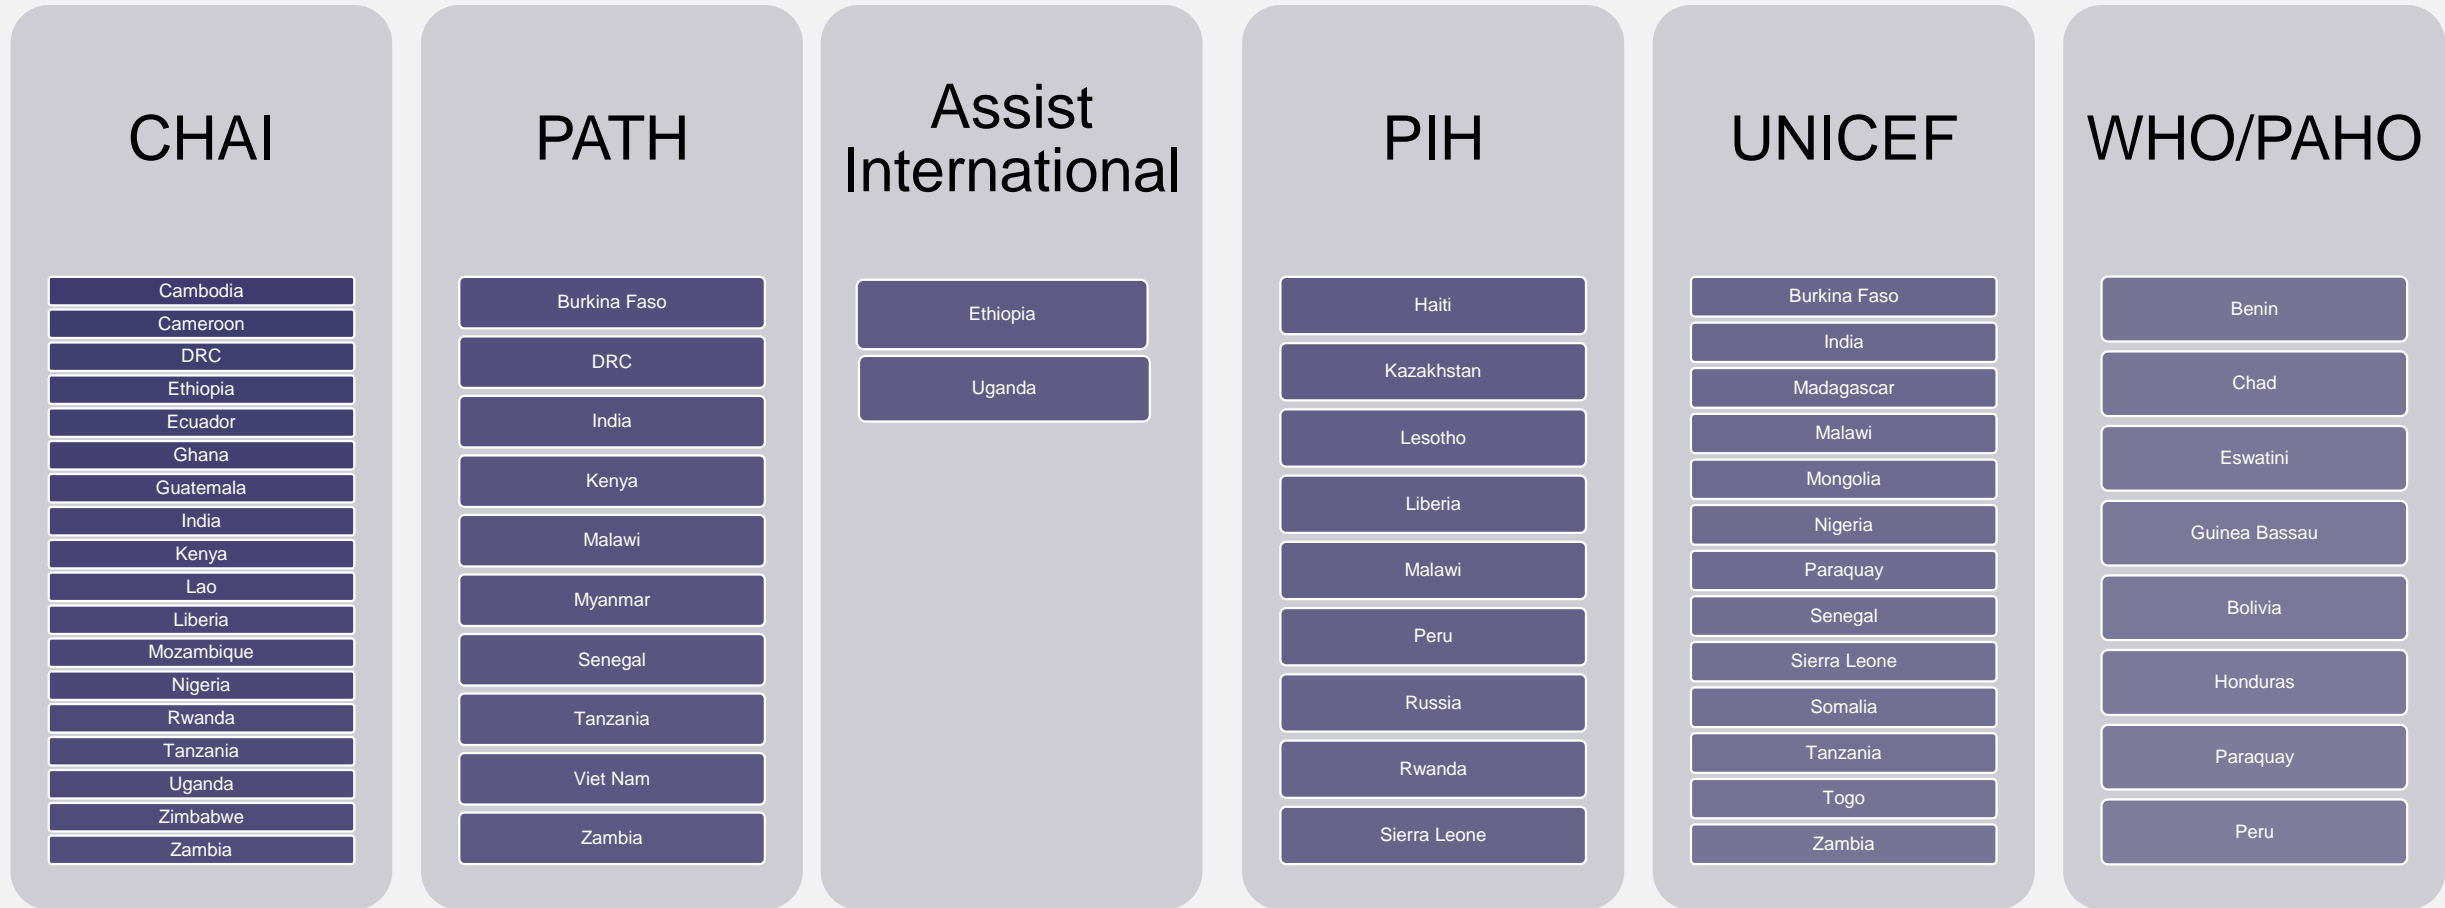 CHAI
Cambodia
Cameroon
DRC
Ethiopia
Ecuador
Ghana
Guatemala
India
Kenya
Lao
Liberia
Mozambique
Nigeria
Rwanda
Tanzania
Uganda
Zimbabwe
Zambia
PATH
Burkina Faso
DRC
India
Kenya
Malawi
Myanmar
Senegal
Tanzania
Viet Nam
Zambia
Assist
International
Ethiopia
Uganda
PIH
Haiti
Kazakhstan
Lesotho
Liberia
Malawi
Peru
Russia
Rwanda
Sierra Leone
UNICEF
Burkina Faso
India
Madagascar
Malawi
Mongolia
Nigeria
Paraquay
Senegal
Sierra Leone
Somalia
Tanzania
Togo
Zambia
WHO/PAHO
Benin
Chad
Eswatini
Guinea Bassau
Bolivia
Honduras
Paraquay
Peru